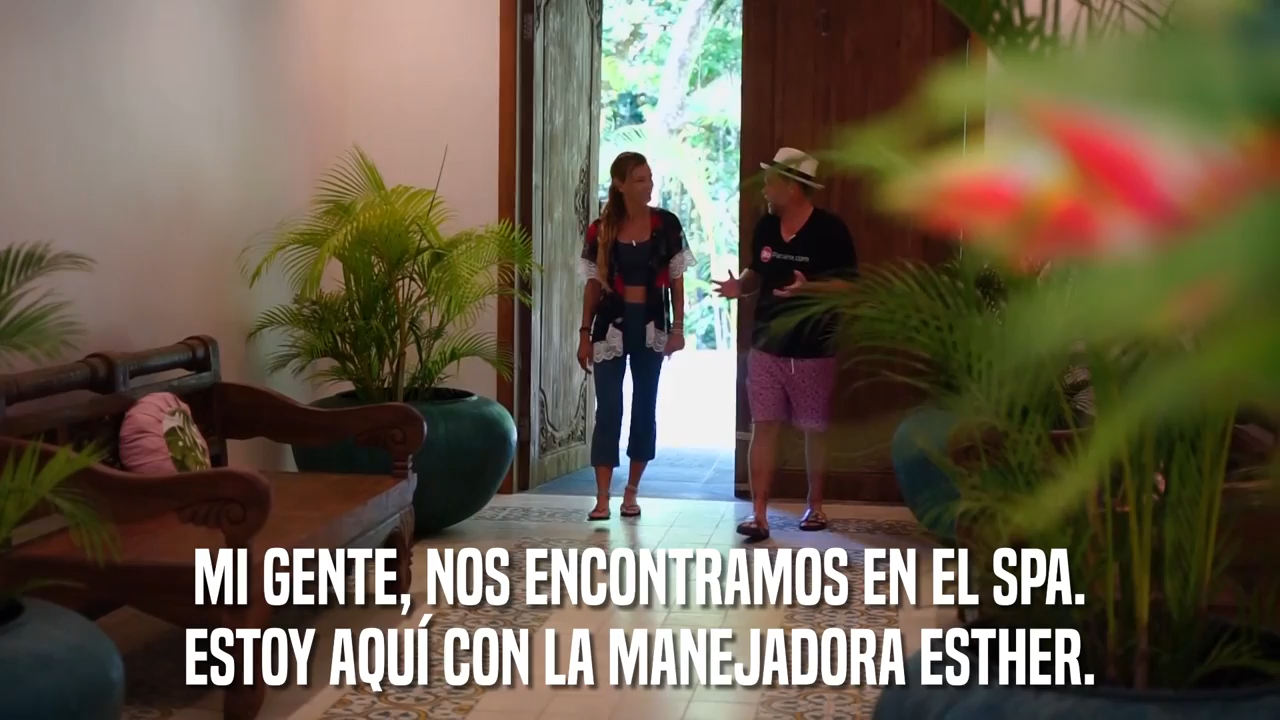 MI GENTE, NOS ENCONTRAMOS EN EL SPA.
ESTOY AQUÍ CON LA MANEJADORA ESTHER.